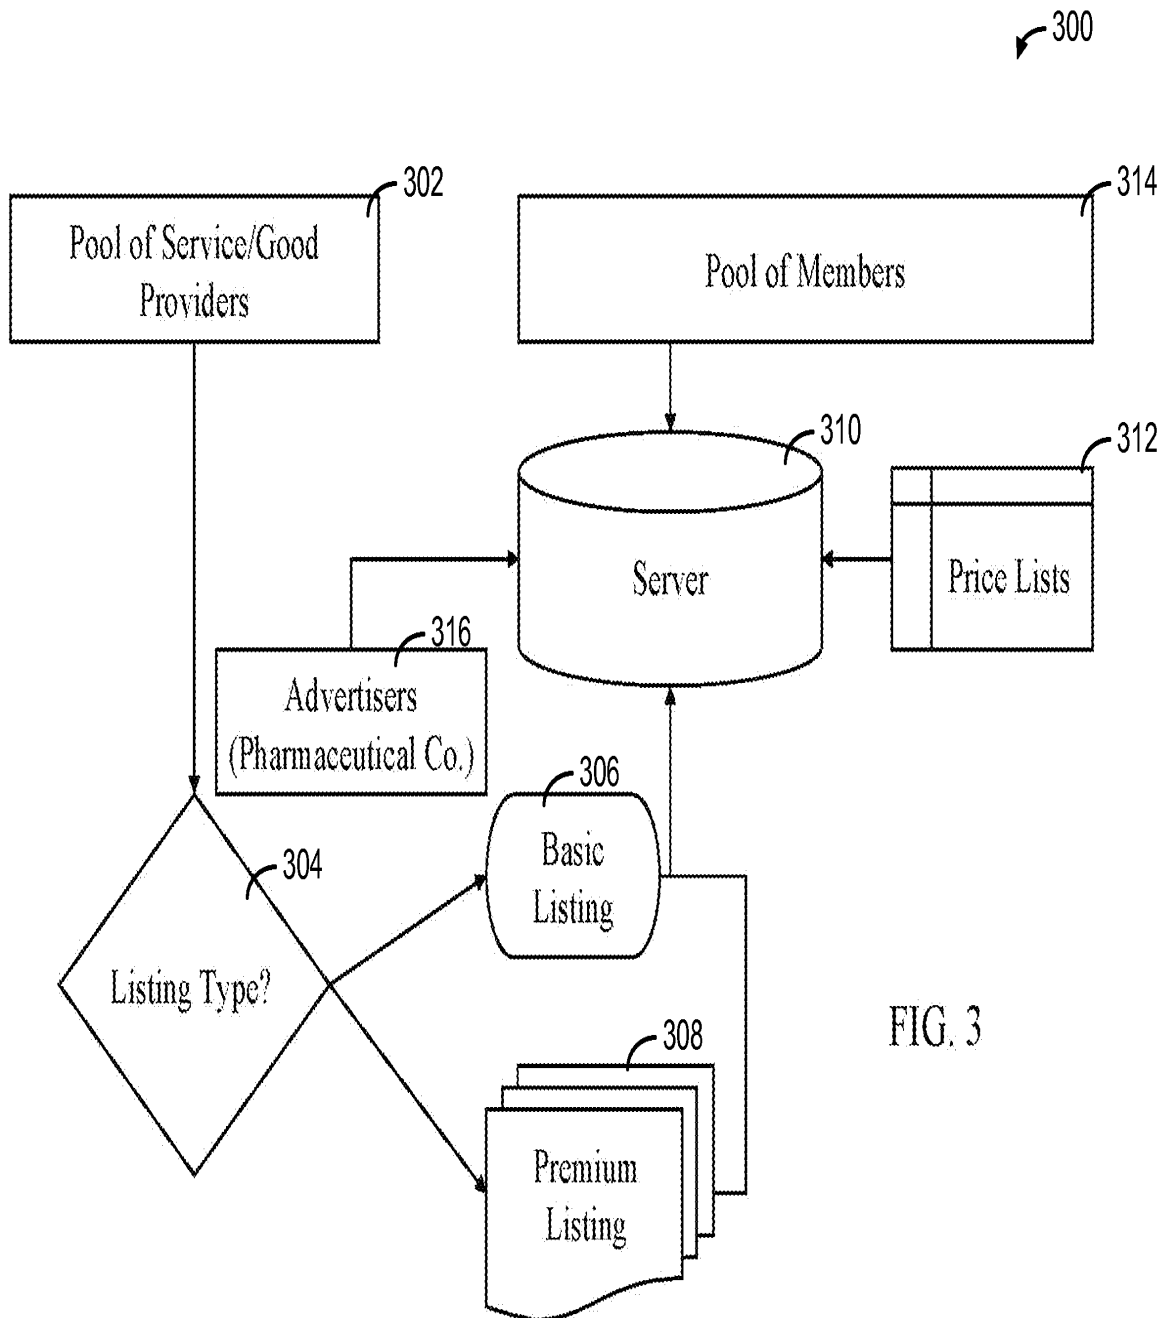 300
302
Pool of Service/Good
Providers
314
Pool of Members
310
Server
312
Price Lists
316
Advertisers
(Pharmaceutical Co.)
304
Listing Type?
306
Basic
Listing
308
Premium
Listing
FIG. 3